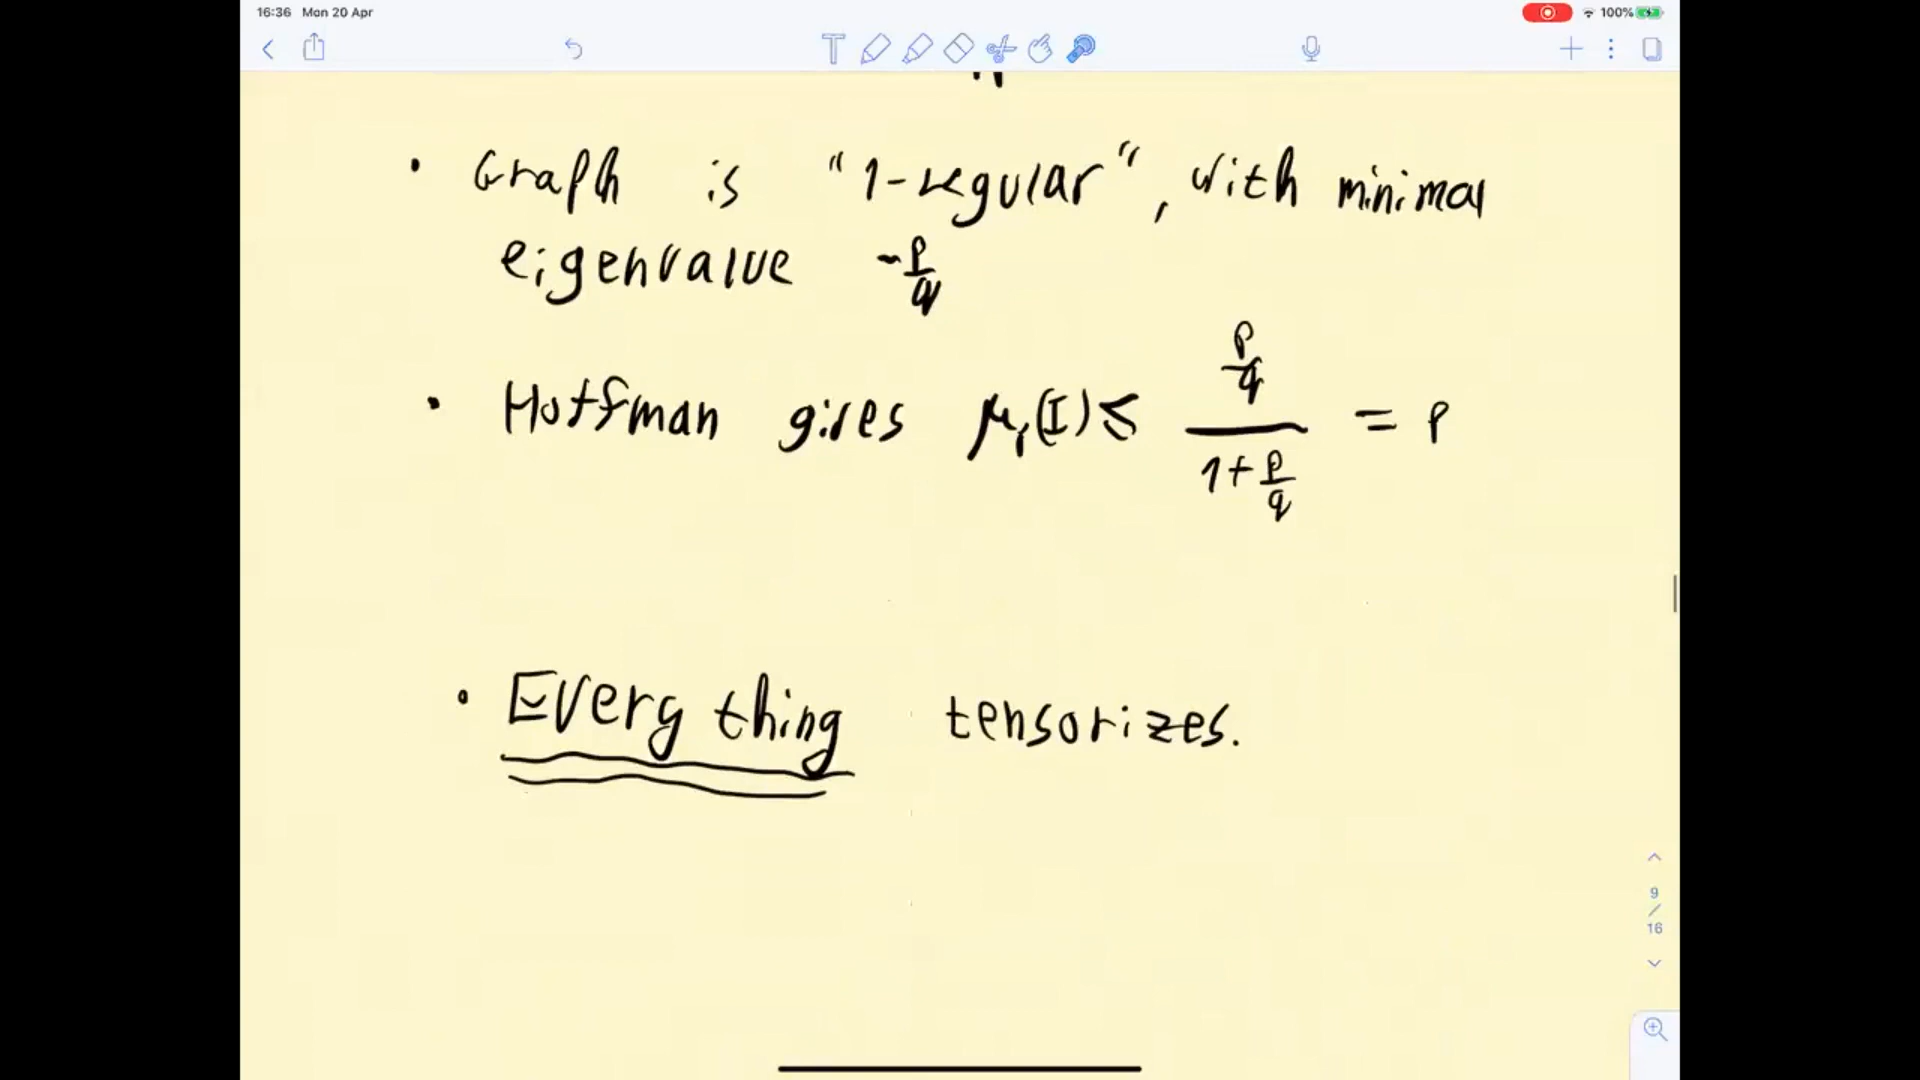 16:36 Mon 20 Apr
100%
• Graph is "1-regular", with minimal
eigenvalue -p/q
• Hoffman gives μ₁(I) ≤ (p/q)/(1+p/q) = p
• Everything tensorizes.
9
/
16